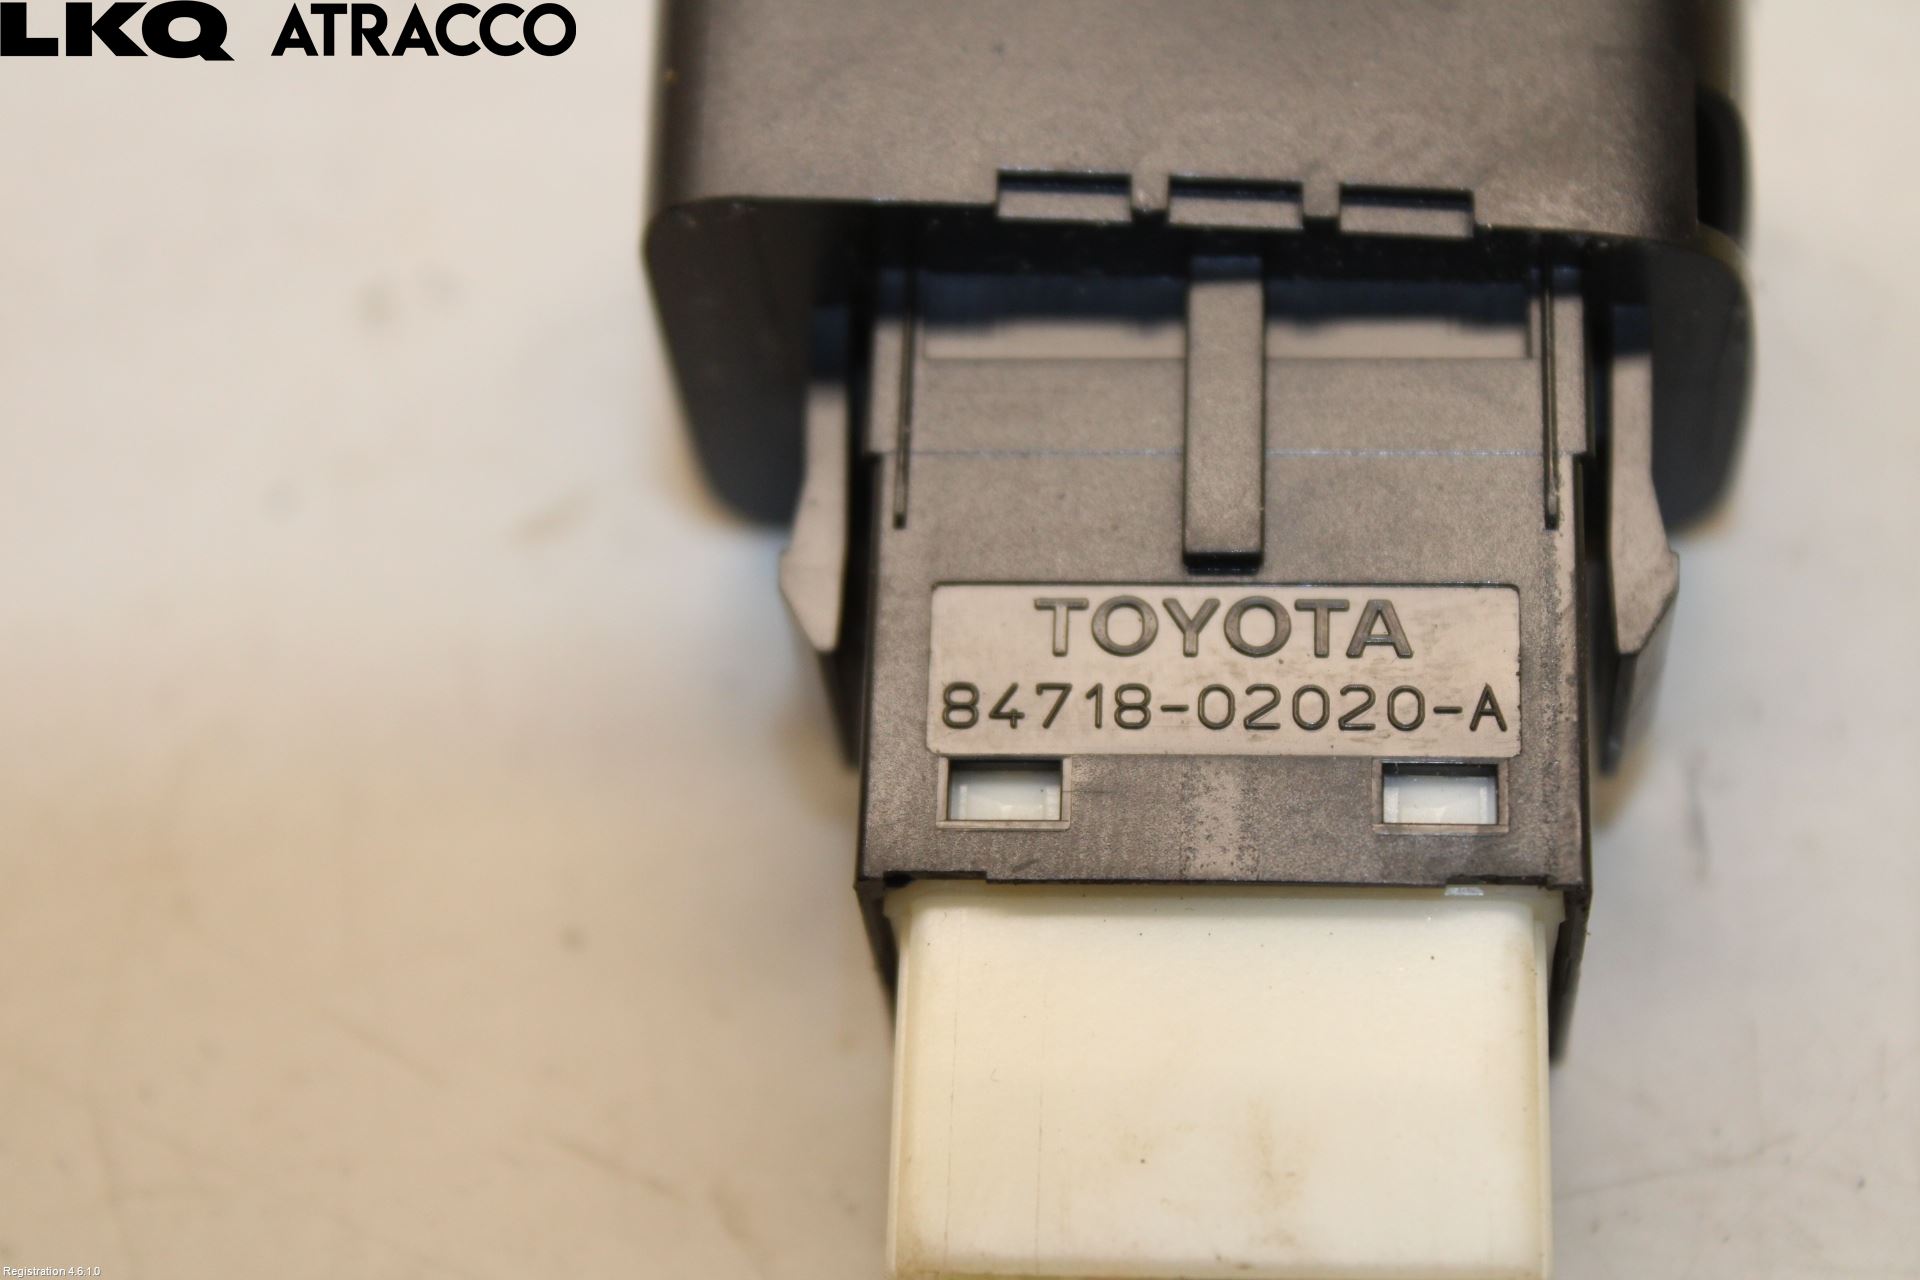 LKQ ATRACCO
TOYOTA
84718-02020-A
Registration 4.6.1.0